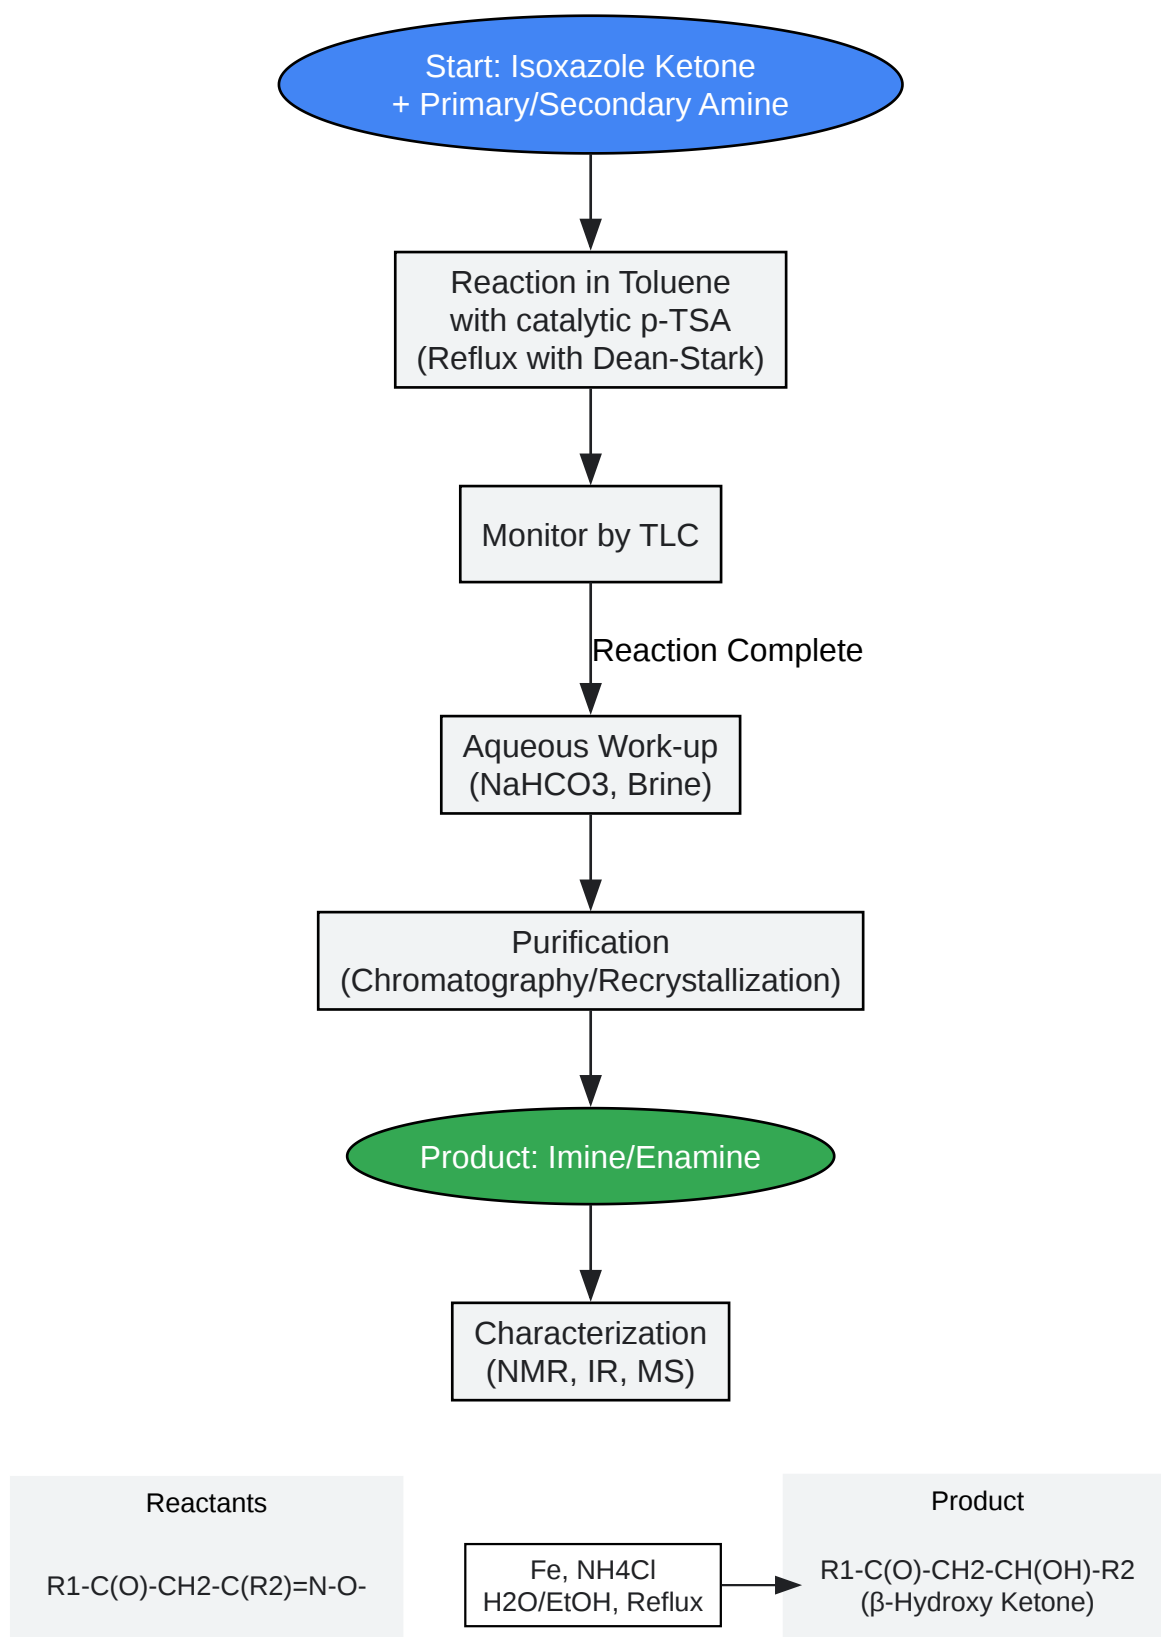 Start: Isoxazole Ketone
+ Primary/Secondary Amine
Reaction in Toluene
with catalytic p-TSA
(Reflux with Dean-Stark)
Monitor by TLC
Reaction Complete
Aqueous Work-up
(NaHCO3, Brine)
Purification
(Chromatography/Recrystallization)
Product: Imine/Enamine
Characterization
(NMR, IR, MS)
Reactants
R1-C(O)-CH2-C(R2)=N-O-
Fe, NH4Cl
H2O/EtOH, Reflux
Product
R1-C(O)-CH2-CH(OH)-R2
(β-Hydroxy Ketone)